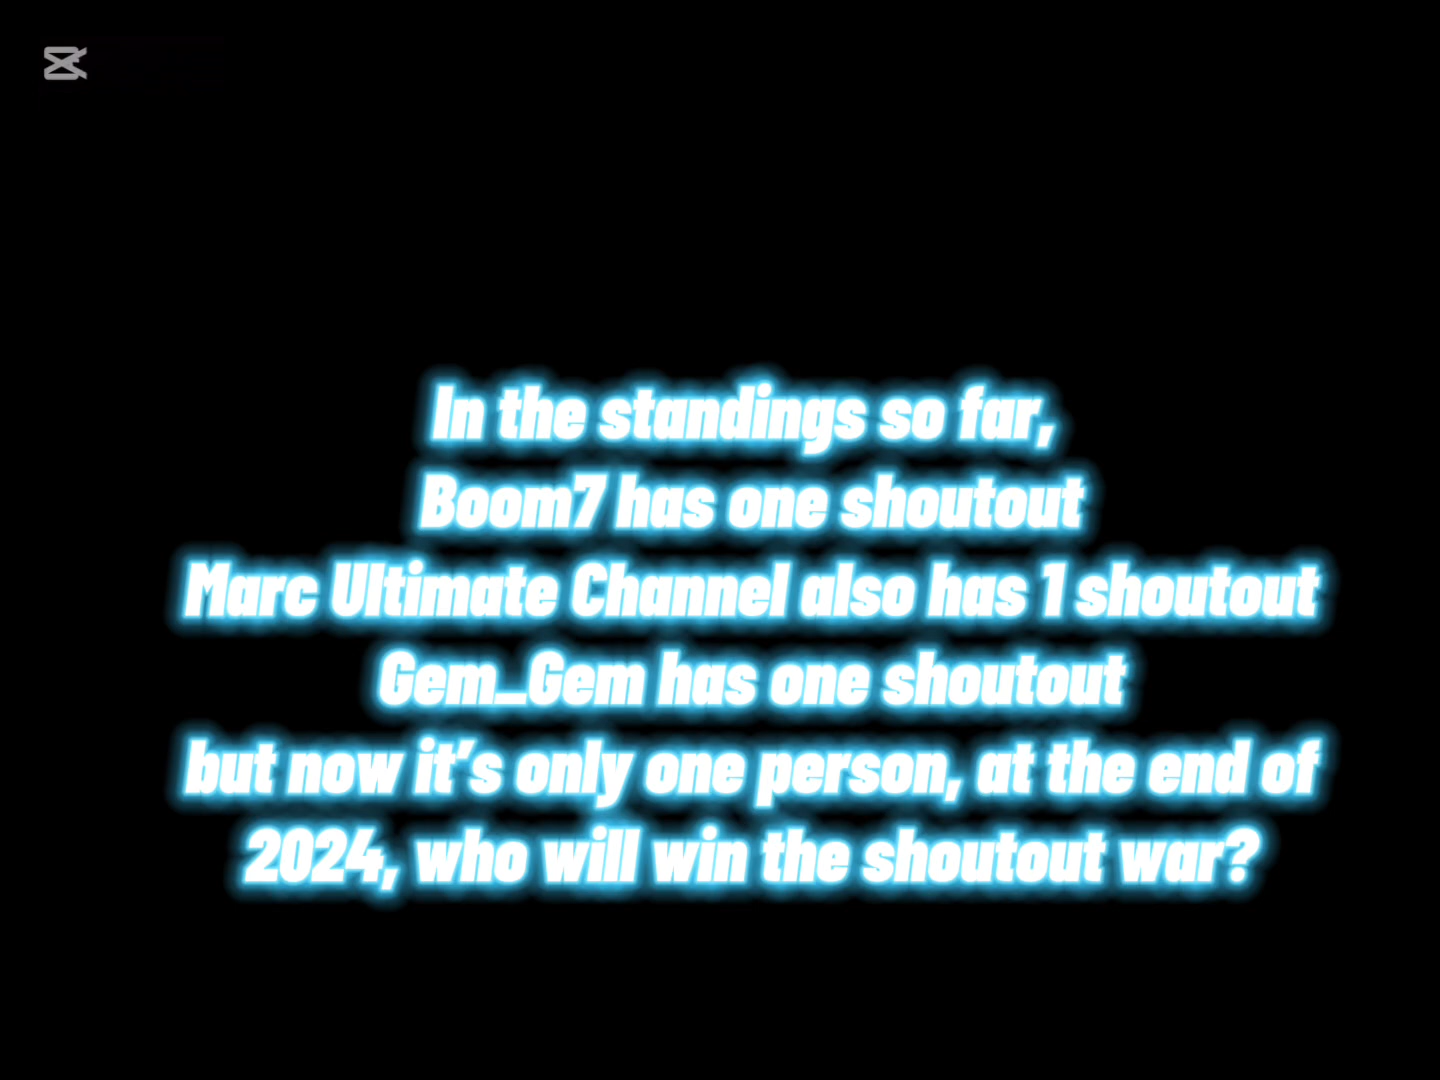 In the standings so far,
Boom7 has one shoutout
Marc Ultimate Channel also has 1 shoutout
Gem_Gem has one shoutout
but now it's only one person, at the end of
2024, who will win the shoutout war?